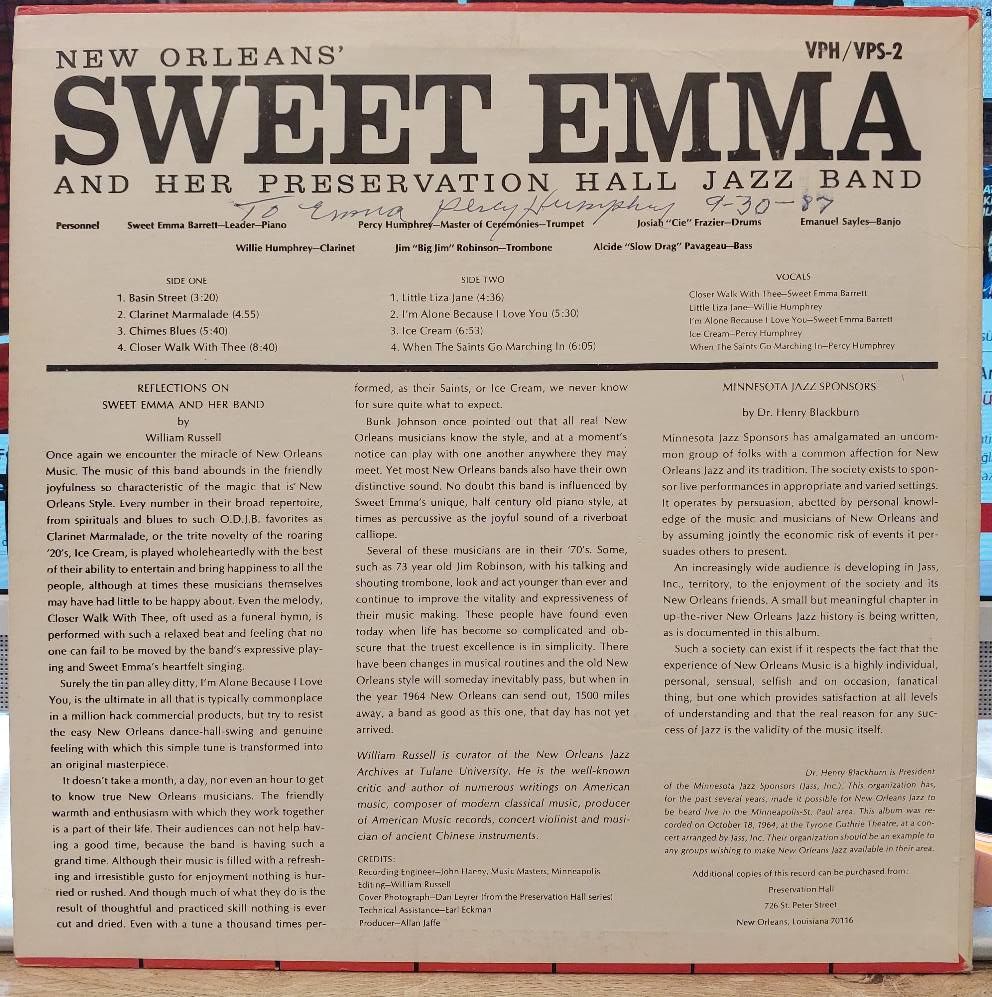 NEW ORLEANS'
VPH/VPS-2
SWEET EMMA
AND HER PRESERVATION HALL JAZZ BAND
To Emma Percy Humphrey 9-30-87
Personnel Sweet Emma Barrett—Leader—Piano Percy Humphrey—Master of Ceremonies—Trumpet Josiah "Cie" Frazier—Drums Emanuel Sayles—Banjo
Willie Humphrey—Clarinet Jim "Big Jim" Robinson—Trombone Alcide "Slow Drag" Pavageau—Bass
SIDE ONE
1. Basin Street (3:20)
2. Clarinet Marmalade (4.55)
3. Chimes Blues (5:40)
4. Closer Walk With Thee (8:40)
SIDE TWO
1. Little Liza Jane (4:36)
2. I'm Alone Because I Love You (5:30)
3. Ice Cream (6:53)
4. When The Saints Go Marching In (6:05)
VOCALS
Closer Walk With Thee—Sweet Emma Barrett
Little Liza Jane—Willie Humphrey
I'm Alone Because I Love You—Sweet Emma Barrett
Ice Cream—Percy Humphrey
When The Saints Go Marching In—Percy Humphrey
REFLECTIONS ON
SWEET EMMA AND HER BAND
by
William Russell
Once again we encounter the miracle of New Orleans
Music. The music of this band abounds in the friendly
joyfulness so characteristic of the magic that is New
Orleans Style. Every number in their broad repertoire,
from spirituals and blues to such O.D.J.B. favorites as
Clarinet Marmalade, or the trite novelty of the roaring
'20's, Ice Cream, is played wholeheartedly with the best
of their ability to entertain and bring happiness to all the
people, although at times these musicians themselves
may have had little to be happy about. Even the melody,
Closer Walk With Thee, oft used as a funeral hymn, is
performed with such a relaxed beat and feeling that no
one can fail to be moved by the band's expressive play-
ing and Sweet Emma's heartfelt singing.
Surely the tin pan alley ditty, I'm Alone Because I Love
You, is the ultimate in all that is typically commonplace
in a million hack commercial products, but try to resist
the easy New Orleans dance-hall-swing and genuine
feeling with which this simple tune is transformed into
an original masterpiece.
It doesn't take a month, a day, nor even an hour to get
to know true New Orleans musicians. The friendly
warmth and enthusiasm with which they work together
is a part of their life. Their audiences can not help hav-
ing a good time, because the band is having such a
grand time. Although their music is filled with a refresh-
ing and irresistible gusto for enjoyment nothing is hur-
ried or rushed. And though much of what they do is the
result of thoughtful and practiced skill nothing is ever
cut and dried. Even with a tune a thousand times per-
formed, as their Saints, or Ice Cream, we never know
for sure quite what to expect.
Bunk Johnson once pointed out that all real New
Orleans musicians know the style, and at a moment's
notice can play with one another anywhere they may
meet. Yet most New Orleans bands also have their own
distinctive sound. No doubt this band is influenced by
Sweet Emma's unique, half century old piano style, at
times as percussive as the joyful sound of a riverboat
calliope.
Several of these musicians are in their '70's. Some,
such as 73 year old Jim Robinson, with his talking and
shouting trombone, look and act younger than ever and
continue to improve the vitality and expressiveness of
their music making. These people have found even
today when life has become so complicated and ob-
scure that the truest excellence is in simplicity. There
have been changes in musical routines and the old New
Orleans style will someday inevitably pass, but when in
the year 1964 New Orleans can send out, 1500 miles
away, a band as good as this one, that day has not yet
arrived.
William Russell is curator of the New Orleans Jazz
Archives at Tulane University. He is the well-known
critic and author of numerous writings on American
music, composer of modern classical music, producer
of American Music records, concert violinist and musi-
cian of ancient Chinese instruments.
CREDITS:
Recording Engineer—John Haeny, Music Masters, Minneapolis
Editing—William Russell
Cover Photograph—Dan Leyrer (from the Preservation Hall series)
Technical Assistance—Earl Eckman
Producer—Allan Jaffe
MINNESOTA JAZZ SPONSORS
by Dr. Henry Blackburn
Minnesota Jazz Sponsors has amalgamated an uncom-
mon group of folks with a common affection for New
Orleans Jazz and its tradition. The society exists to spon-
sor live performances in appropriate and varied settings.
It operates by persuasion, abetted by personal knowl-
edge of the music and musicians of New Orleans and
by assuming jointly the economic risk of events it per-
suades others to present.
An increasingly wide audience is developing in Jass,
Inc., territory, to the enjoyment of the society and its
New Orleans friends. A small but meaningful chapter in
up-the-river New Orleans Jazz history is being written,
as is documented in this album.
Such a society can exist if it respects the fact that the
experience of New Orleans Music is a highly individual,
personal, sensual, selfish and on occasion, fanatical
thing, but one which provides satisfaction at all levels
of understanding and that the real reason for any suc-
cess of Jazz is the validity of the music itself.
Dr. Henry Blackburn is President
of the Minnesota Jazz Sponsors (Jass, Inc.). This organization has,
for the past several years, made it possible for New Orleans Jazz to
be heard live in the Minneapolis-St. Paul area. This album was re-
corded on October 18, 1964, at the Tyrone Guthrie Theatre, at a con-
cert arranged by Jass, Inc. Their organization should be an example to
any groups wishing to make New Orleans Jazz available in their area.
Additional copies of this record can be purchased from:
Preservation Hall
726 St. Peter Street
New Orleans, Louisiana 70116